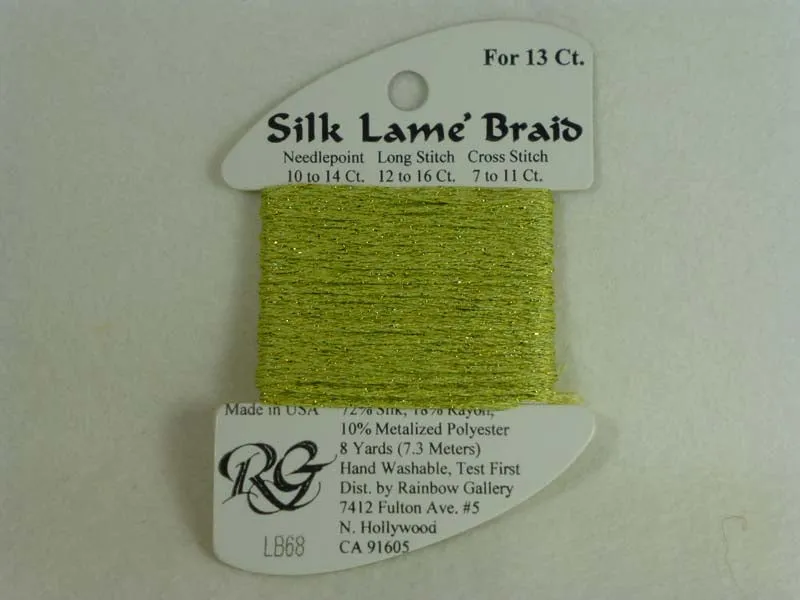 For 13 Ct.
Silk Lame' Braid
Needlepoint Long Stitch Cross Stitch
10 to 14 Ct. 12 to 16 Ct. 7 to 11 Ct.
Made in USA 72% Silk, 18% Rayon,
10% Metalized Polyester
8 Yards (7.3 Meters)
Hand Washable, Test First
Dist. by Rainbow Gallery
7412 Fulton Ave. #5
N. Hollywood
CA 91605
RG
LB68